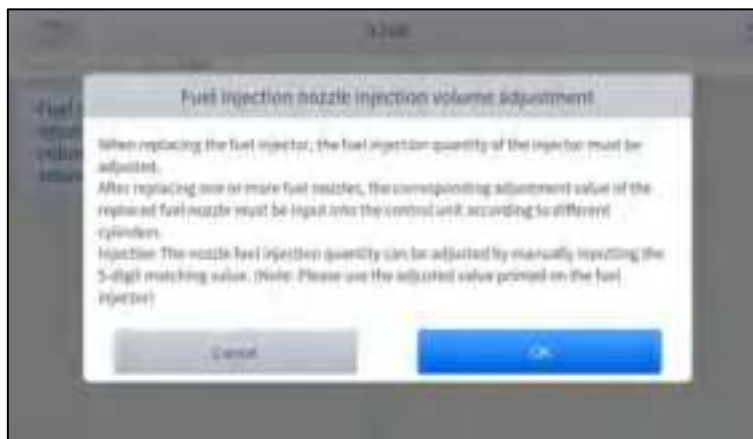 Fuel injection nozzle injection volume adjustment
When replacing the fuel injector, the fuel injection quantity of the injector must be
adjusted.
After replacing one or more fuel nozzles, the corresponding adjustment value of the
replaced fuel nozzle must be input into the control unit according to different
cylinders.
Injection The nozzle fuel injection quantity can be adjusted by manually inputting the
5-digit matching value. (Note: Please use the adjusted value printed on the fuel
injector)
Cancel
OK